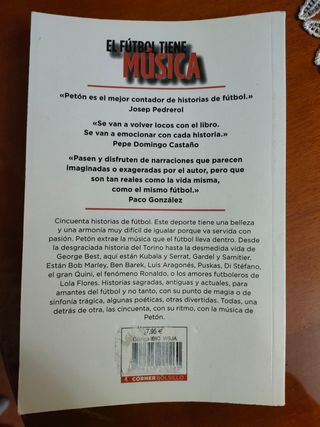 EL FÚTBOL TIENE
MÚSICA
«Petón es el mejor contador de historias de fútbol.»
Josep Pedrerol
«Se van a volver locos con el libro.
Se van a emocionar con cada historia.»
Pepe Domingo Castaño
«Pasen y disfruten de narraciones que parecen
imaginadas o exageradas por el autor, pero que
son tan reales como la vida misma,
como el mismo fútbol.»
Paco González
Cincuenta historias de fútbol. Este deporte tiene una belleza
y una armonía muy difícil de igualar porque va servida
con pasión. Petón extrae la música que el fútbol lleva dentro. Desde
la desgraciada historia del Torino hasta la desmedida vida de
George Best, aquí están Kubala y Serrat, Gardel y Samitier.
Están Bob Marley, Ben Barek, Luis Aragonés, Puskas, Di Stéfano,
el gran Quini, el fenómeno Ronaldo, o los amores futboleros de
Lola Flores. Historias sagradas, antiguas y actuales, para
amantes del fútbol y no tanto, con su punto de magia o de
sinfonía trágica, algunas poéticas, otras divertidas. Todas, una
detrás de otra, las cincuenta, con su ritmo, con la música de
Petón.
7,95 €
Código IBIC: WSJA
CÓRNER BOLSILLO